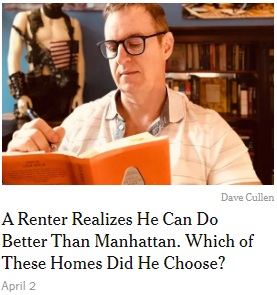 Dave Cullen
A Renter Realizes He Can Do
Better Than Manhattan. Which of
These Homes Did He Choose?
April 2